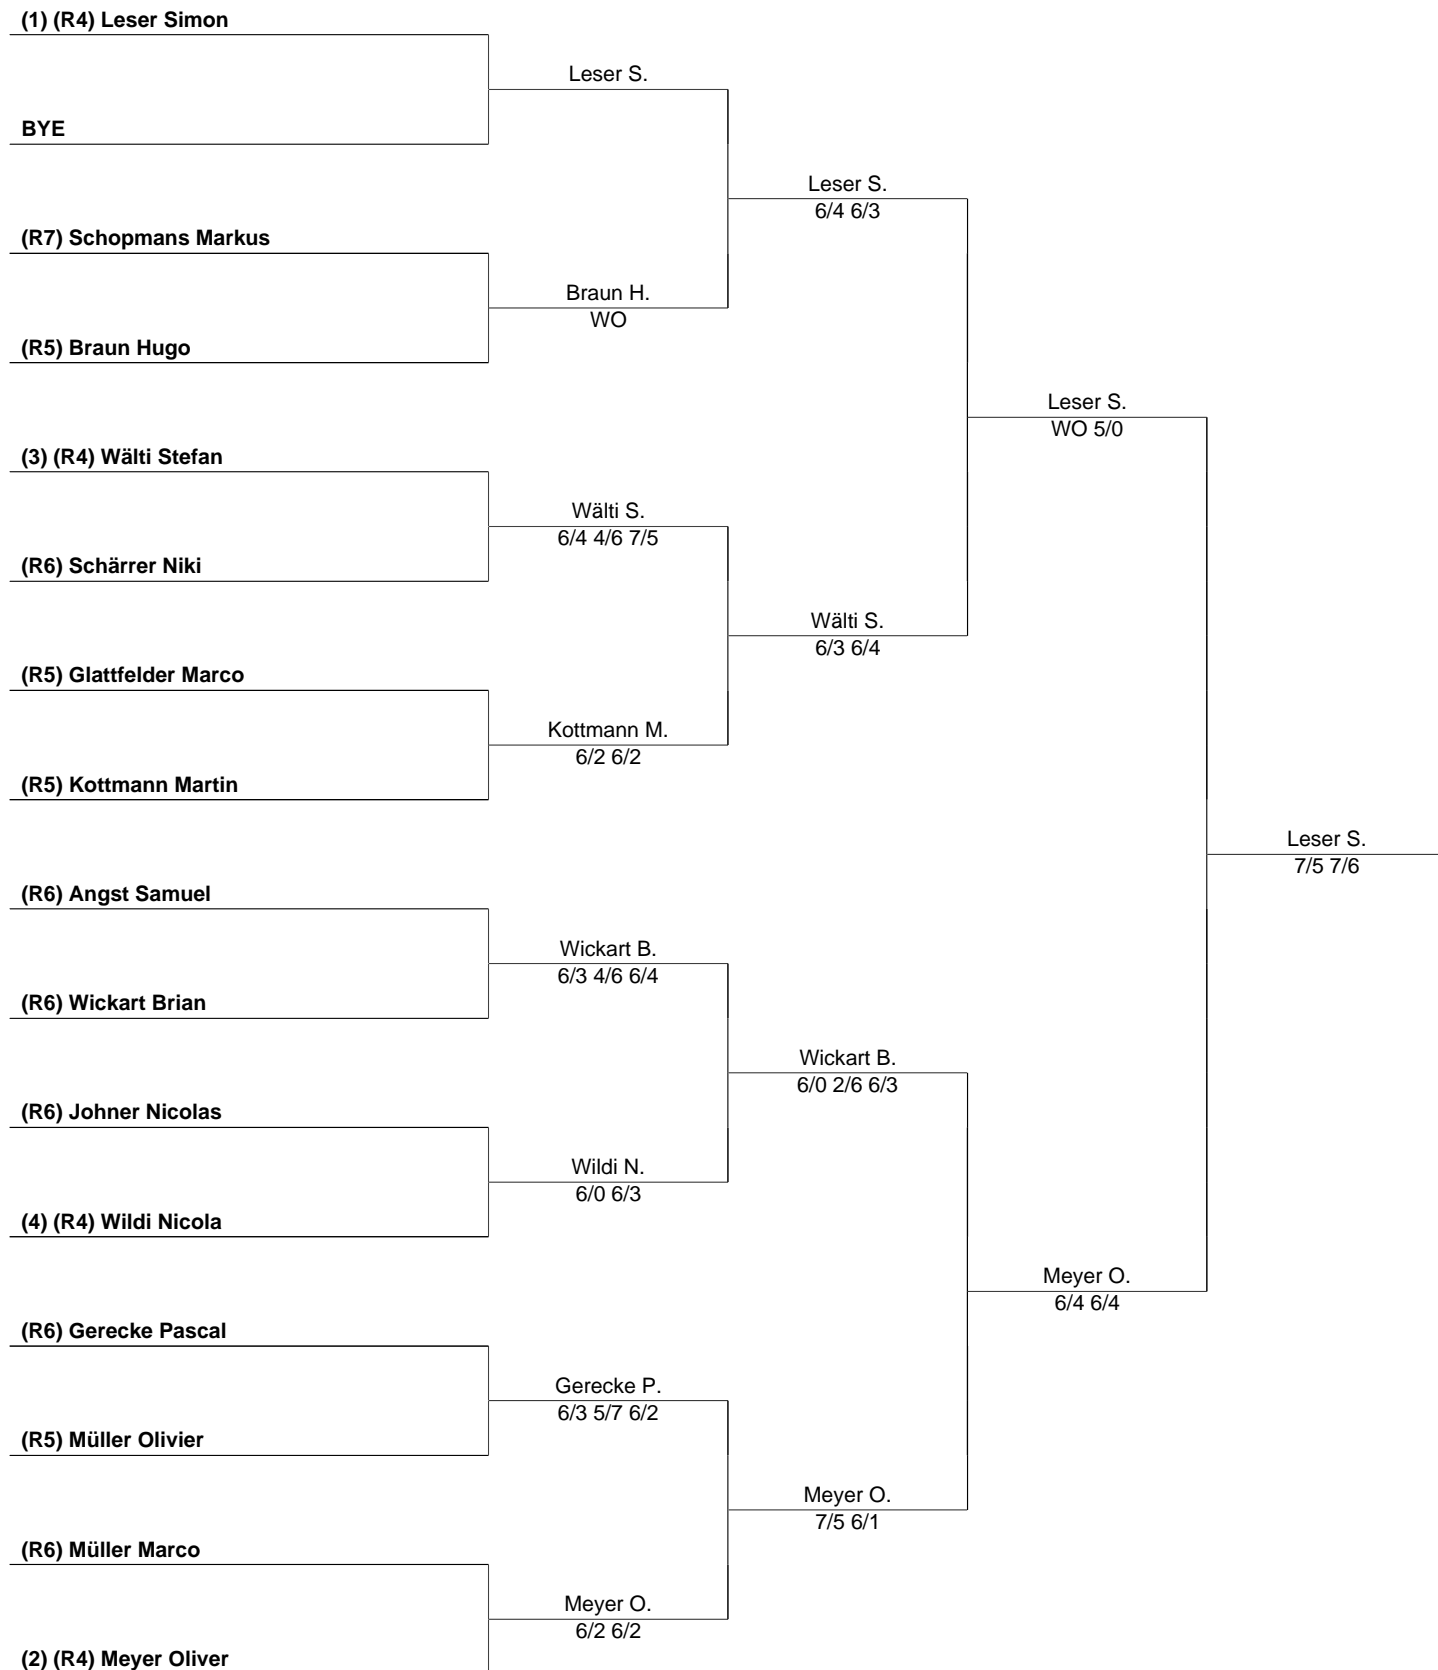 (1) (R4) Leser Simon
Leser S.
BYE
Leser S.
6/4 6/3
(R7) Schopmans Markus
Braun H.
WO
(R5) Braun Hugo
Leser S.
WO 5/0
(3) (R4) Wälti Stefan
Wälti S.
6/4 4/6 7/5
(R6) Schärrer Niki
Wälti S.
6/3 6/4
(R5) Glattfelder Marco
Kottmann M.
6/2 6/2
(R5) Kottmann Martin
Leser S.
7/5 7/6
(R6) Angst Samuel
Wickart B.
6/3 4/6 6/4
(R6) Wickart Brian
Wickart B.
6/0 2/6 6/3
(R6) Johner Nicolas
Wildi N.
6/0 6/3
(4) (R4) Wildi Nicola
Meyer O.
6/4 6/4
(R6) Gerecke Pascal
Gerecke P.
6/3 5/7 6/2
(R5) Müller Olivier
Meyer O.
7/5 6/1
(R6) Müller Marco
Meyer O.
6/2 6/2
(2) (R4) Meyer Oliver